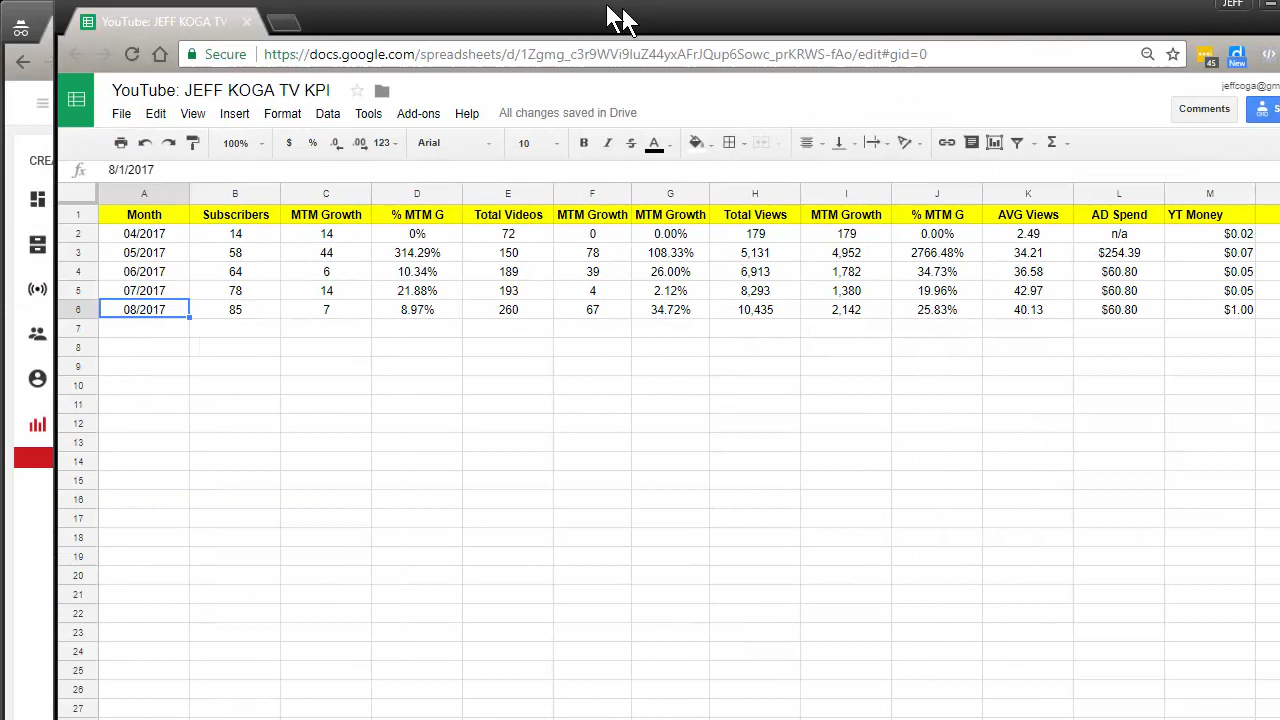 JEFF
YouTube: JEFF KOGA TV
Secure https://docs.google.com/spreadsheets/d/1Zgmg_c3r9WVi9IuZ44yxAFrJQup6Sowc_prKRWS-fAo/edit#gid=0
45 New
YouTube: JEFF KOGA TV KPI
jeffcoga@gm
File Edit View Insert Format Data Tools Add-ons Help All changes saved in Drive
Comments S
100% $ % .0 .00 123 Arial 10 B I S A Σ
fx 8/1/2017
CRE
A B C D E F G H I J K L M
1 Month Subscribers MTM Growth % MTM G Total Videos MTM Growth MTM Growth Total Views MTM Growth % MTM G AVG Views AD Spend YT Money
2 04/2017 14 14 0% 72 0 0.00% 179 179 0.00% 2.49 n/a $0.02
3 05/2017 58 44 314.29% 150 78 108.33% 5,131 4,952 2766.48% 34.21 $254.39 $0.07
4 06/2017 64 6 10.34% 189 39 26.00% 6,913 1,782 34.73% 36.58 $60.80 $0.05
5 07/2017 78 14 21.88% 193 4 2.12% 8,293 1,380 19.96% 42.97 $60.80 $0.05
6 08/2017 85 7 8.97% 260 67 34.72% 10,435 2,142 25.83% 40.13 $60.80 $1.00
7
8
9
10
11
12
13
14
15
16
17
18
19
20
21
22
23
24
25
26
27